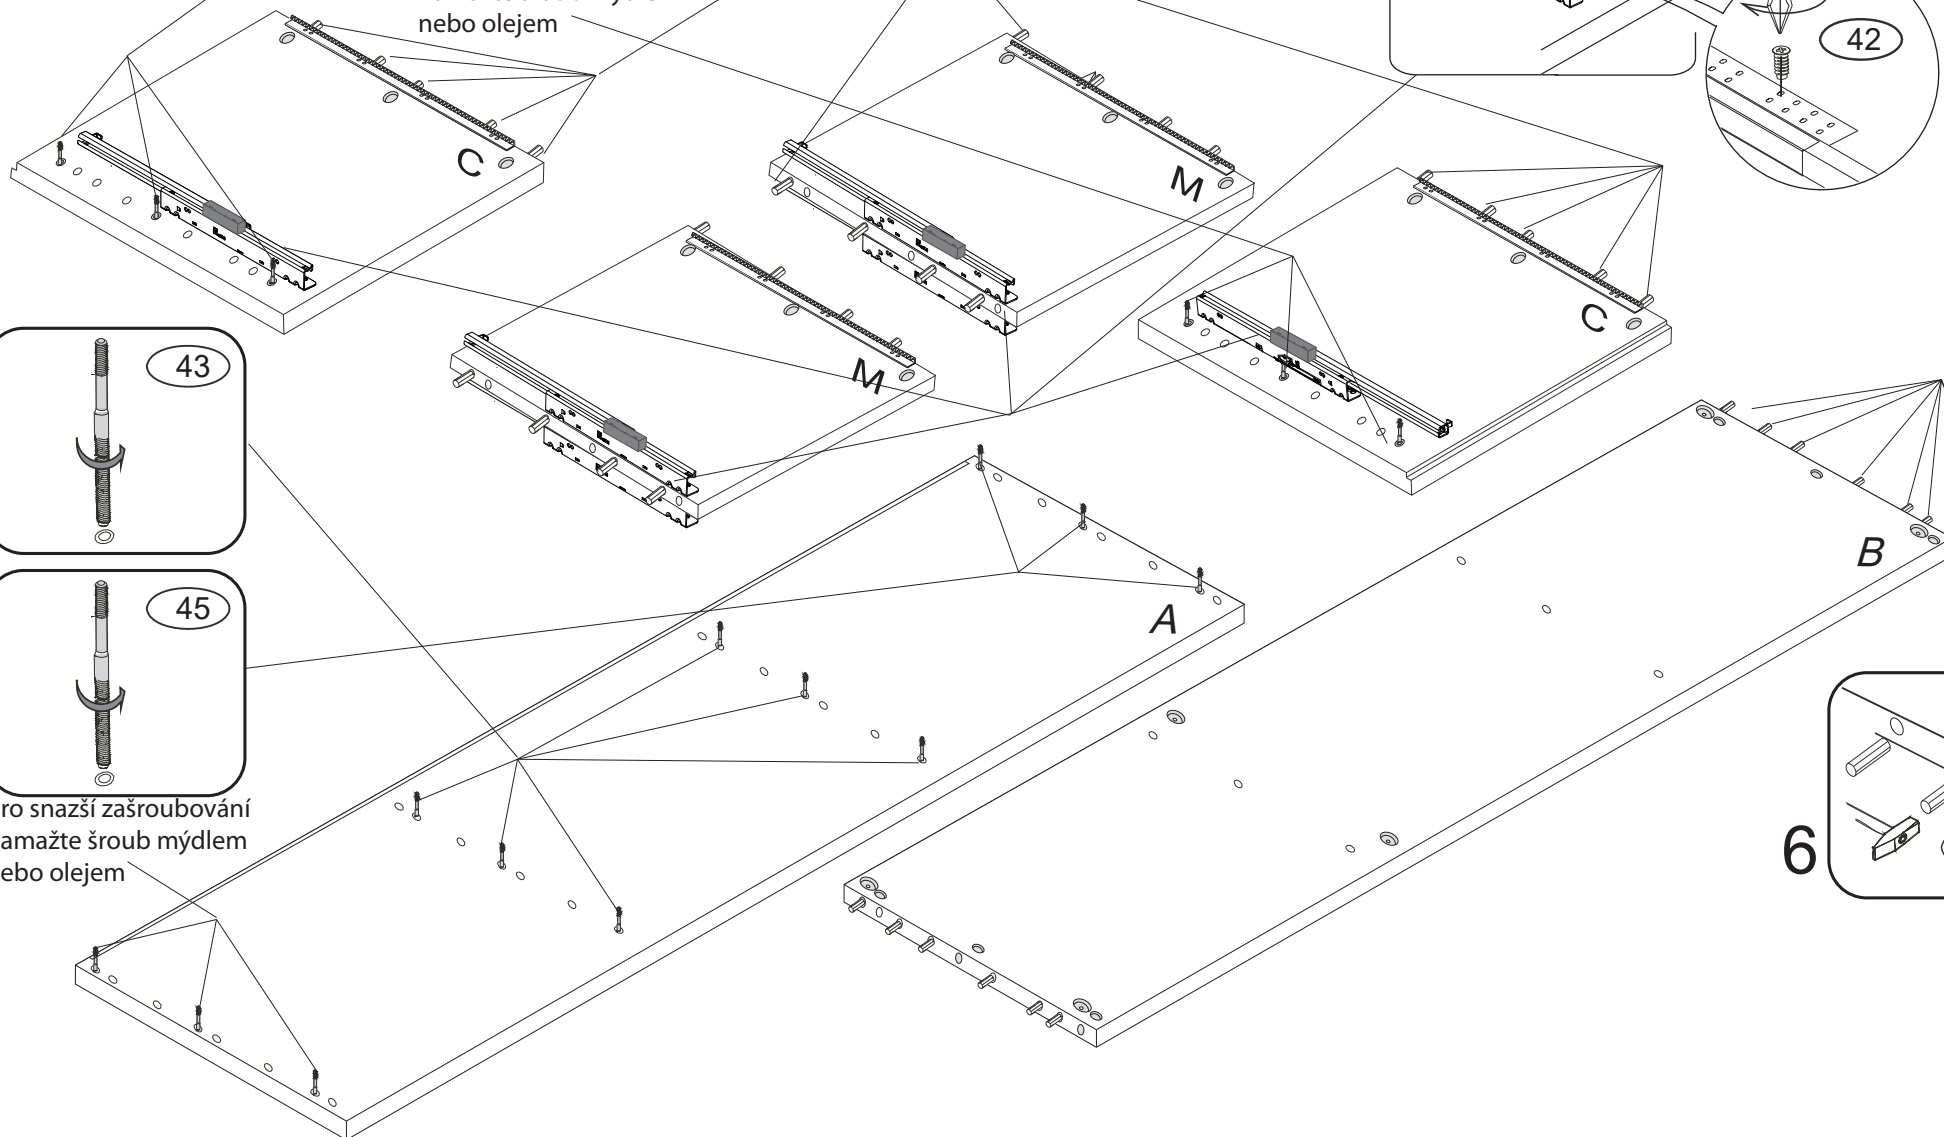 nebo olejem
42
C
M
C
M
43
B
A
45
ro snazší zašroubování
amažte šroub mýdlem
ebo olejem
6